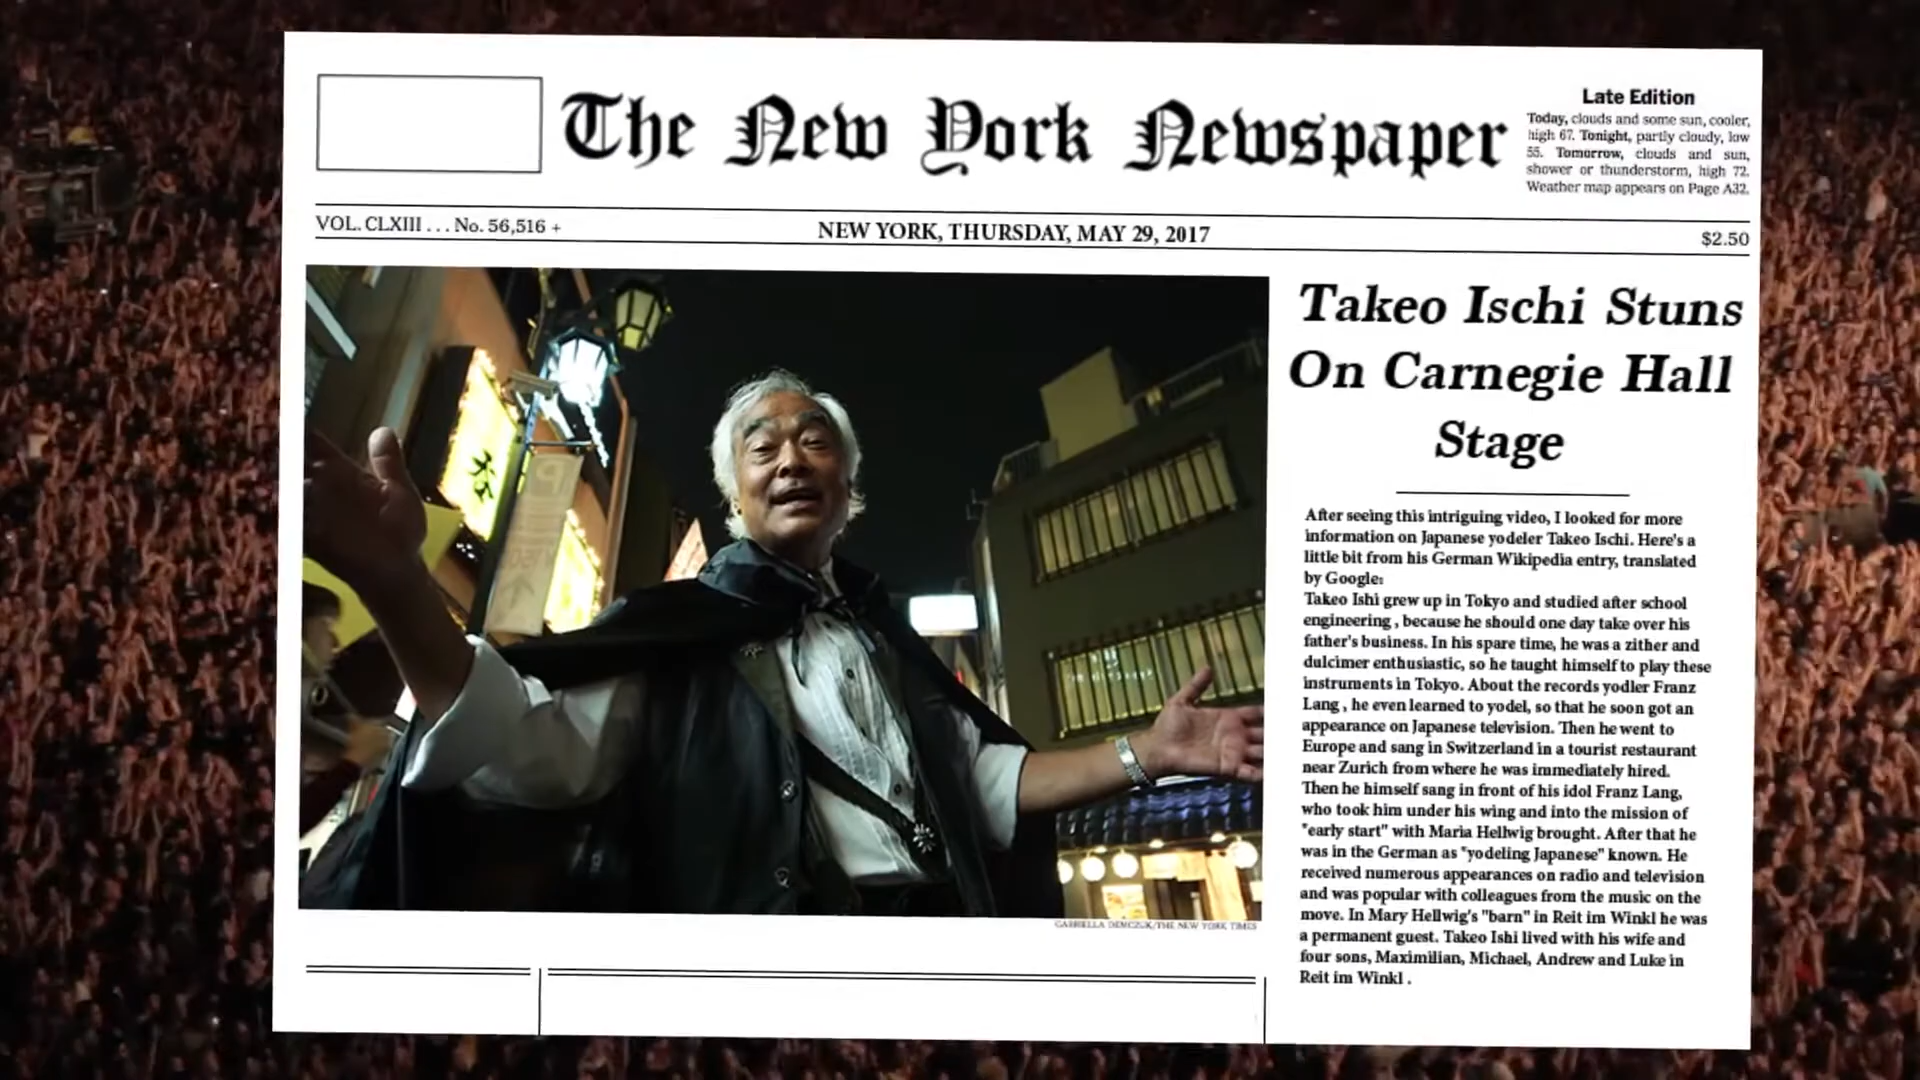 The New York Newspaper
Late Edition
Today, clouds and some sun, cooler,
high 67. Tonight, partly cloudy, low
55. Tomorrow, clouds and sun,
shower or thunderstorm, high 72.
Weather map appears on Page A32.
VOL. CLXIII . . . No. 56,516 +
NEW YORK, THURSDAY, MAY 29, 2017
$2.50
Takeo Ischi Stuns
On Carnegie Hall
Stage
After seeing this intriguing video, I looked for more
information on Japanese yodeler Takeo Ischi. Here's a
little bit from his German Wikipedia entry, translated
by Google:
Takeo Ishi grew up in Tokyo and studied after school
engineering , because he should one day take over his
father's business. In his spare time, he was a zither and
dulcimer enthusiastic, so he taught himself to play these
instruments in Tokyo. About the records yodler Franz
Lang , he even learned to yodel, so that he soon got an
appearance on Japanese television. Then he went to
Europe and sang in Switzerland in a tourist restaurant
near Zurich from where he was immediately hired.
Then he himself sang in front of his idol Franz Lang,
who took him under his wing and into the mission of
"early start" with Maria Hellwig brought. After that he
was in the German as "yodeling Japanese" known. He
received numerous appearances on radio and television
and was popular with colleagues from the music on the
move. In Mary Hellwig's "barn" in Reit im Winkl he was
a permanent guest. Takeo Ishi lived with his wife and
four sons, Maximilian, Michael, Andrew and Luke in
Reit im Winkl .
GABRIELLA DEMCZUK/THE NEW YORK TIMES